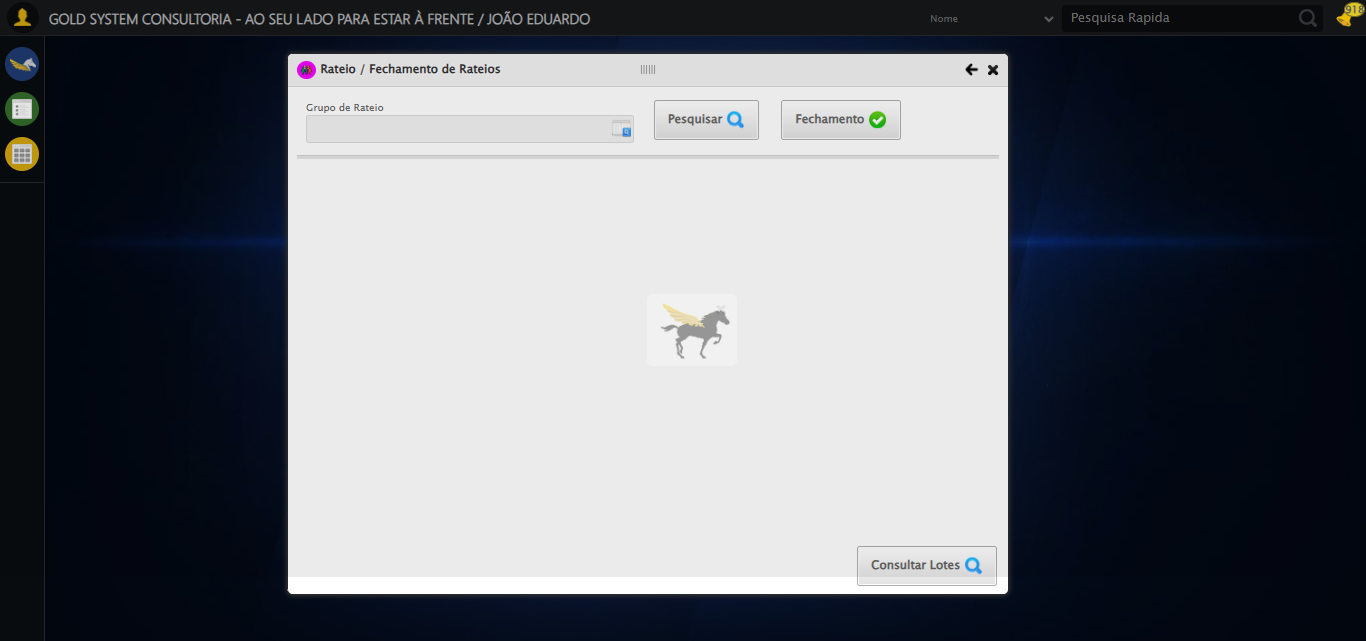 GOLD SYSTEM CONSULTORIA - AO SEU LADO PARA ESTAR À FRENTE / JOÃO EDUARDO
Nome
Pesquisa Rapida
918
Rateio / Fechamento de Rateios
Grupo de Rateio
Pesquisar
Fechamento
Consultar Lotes